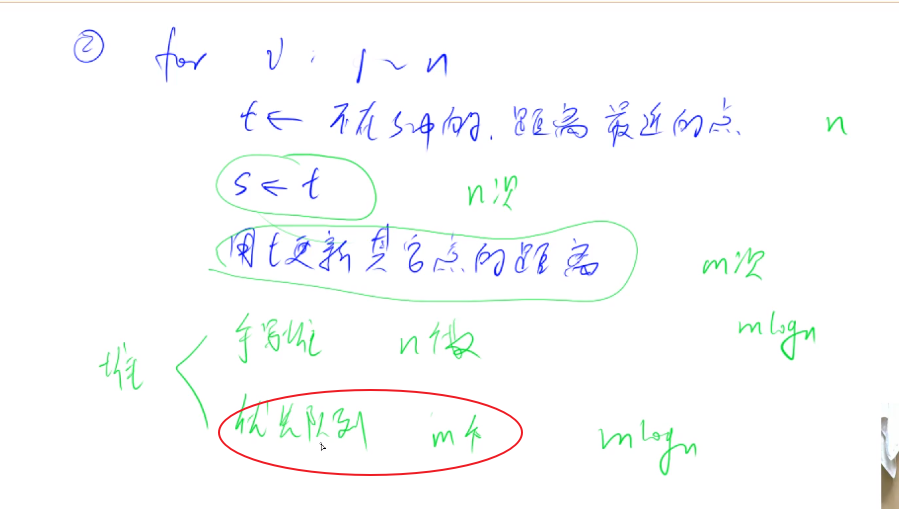 ② for v: 1~n
t← 不在S中的,距离最近的点. n
S←t n次
用t更新其它点的距离 m次
堆
手写堆 n个数 mlogn
优先队列 m个 mlogn